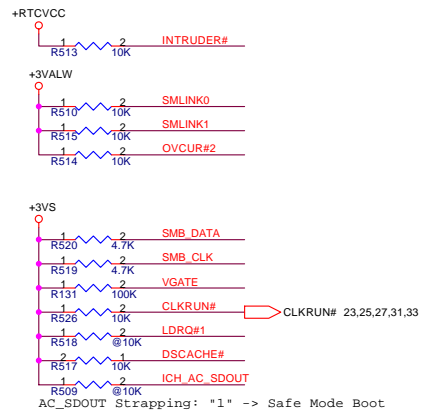 +RTCVCC
1 2 INTRUDER#
R513 10K
+3VALW
1 2 SMLINK0
R510 10K
1 2 SMLINK1
R515 10K
1 2 OVCUR#2
R514 10K
+3VS
1 2 SMB_DATA
R520 4.7K
1 2 SMB_CLK
R519 4.7K
1 2 VGATE
R131 100K
1 2 CLKRUN# CLKRUN# 23,25,27,31,33
R526 10K
1 2 LDRQ#1
R518 @10K
2 1 DSCACHE#
R517 10K
1 2 ICH_AC_SDOUT
R509 @10K
AC_SDOUT Strapping: "1" -> Safe Mode Boot